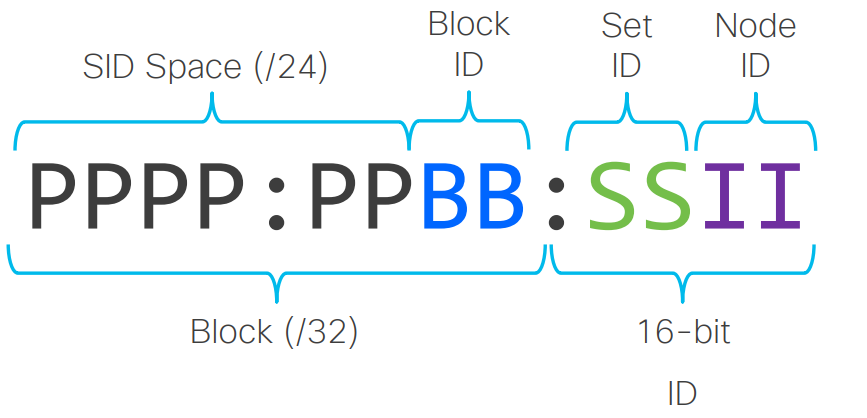 Block
ID
Set
ID
Node
ID
SID Space (/24)
PPPP:PPBB:SSII
Block (/32)
16-bit
ID